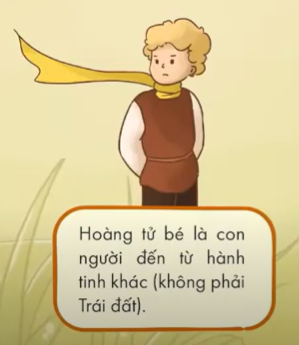 Hoàng tử bé là con
người đến từ hành
tinh khác (không phải
Trái đất).